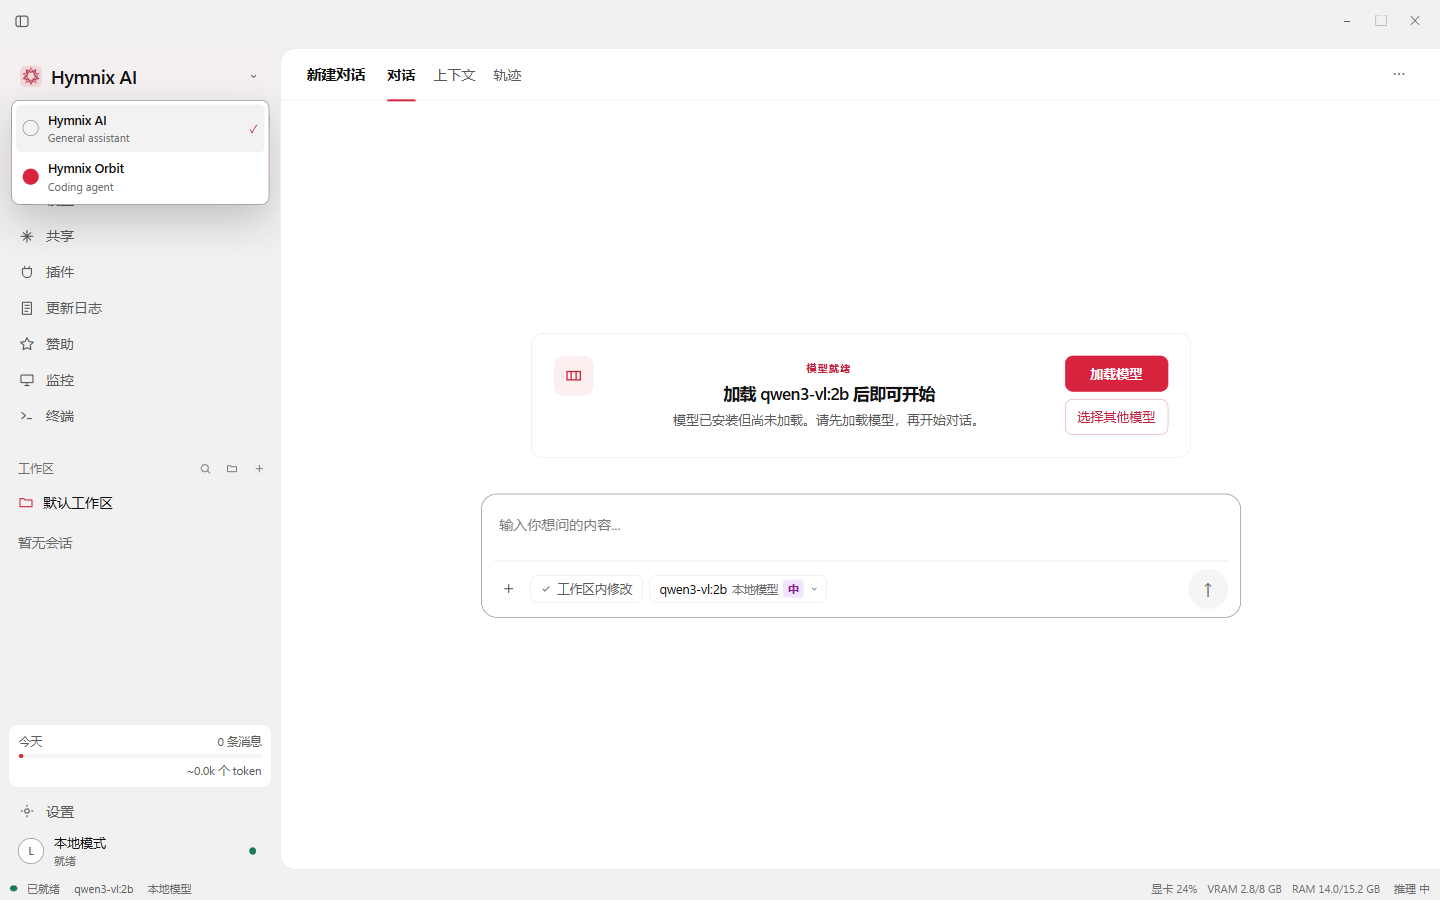 Hymnix AI
Hymnix AI
General assistant
Hymnix Orbit
Coding agent
共享
插件
更新日志
赞助
监控
终端
工作区
默认工作区
暂无会话
今天 0 条消息
~0.0k 个 token
设置
L
本地模式
就绪
新建对话 对话 上下文 轨迹
模型就绪
加载 qwen3-vl:2b 后即可开始
模型已安装但尚未加载。请先加载模型，再开始对话。
加载模型
选择其他模型
输入你想问的内容...
工作区内修改 qwen3-vl:2b 本地模型 中
已就绪 qwen3-vl:2b 本地模型 显卡 24% VRAM 2.8/8 GB RAM 14.0/15.2 GB 推理 中